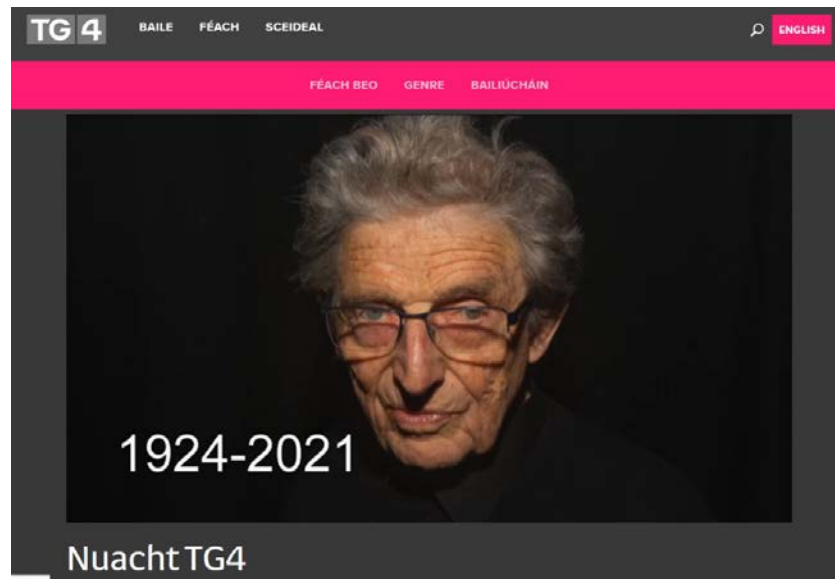 TG4 BAILE FÉACH SCEIDEAL ENGLISH
FÉACH BEO GENRE BAILIÚCHÁIN
1924-2021
Nuacht TG4